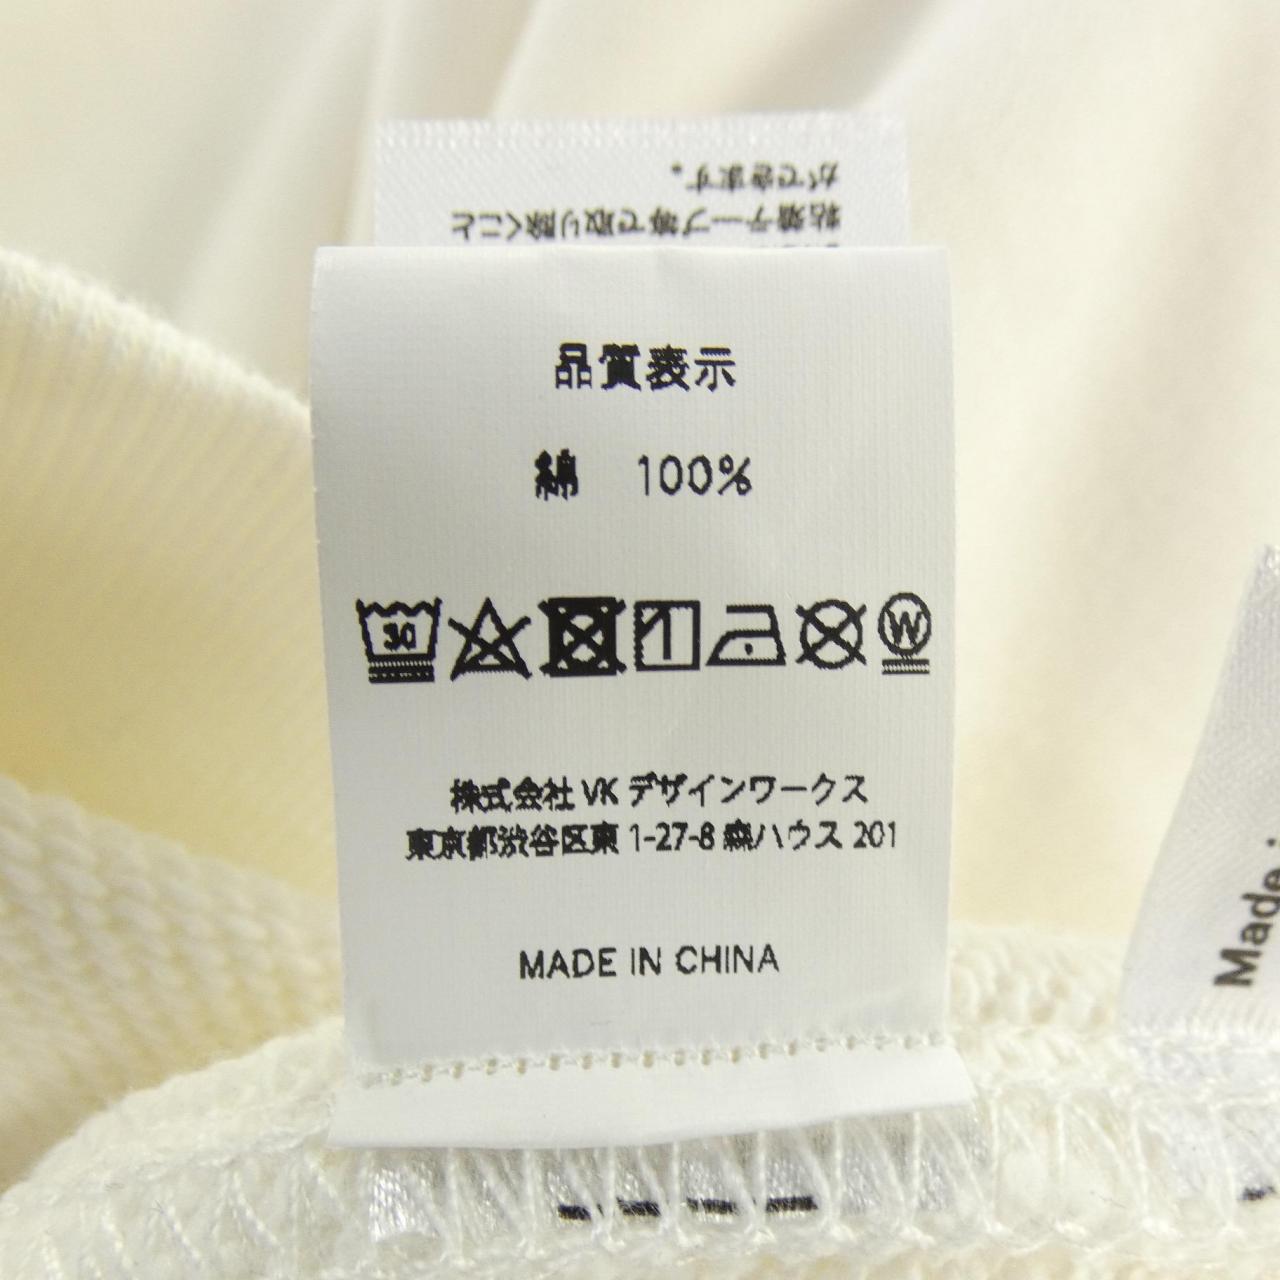 粘着テープ等で取り除くこと
ができます。
品質表示
綿 100%
30
W
株式会社 VK デザインワークス
東京都渋谷区東 1-27-8 森ハウス 201
MADE IN CHINA
Made